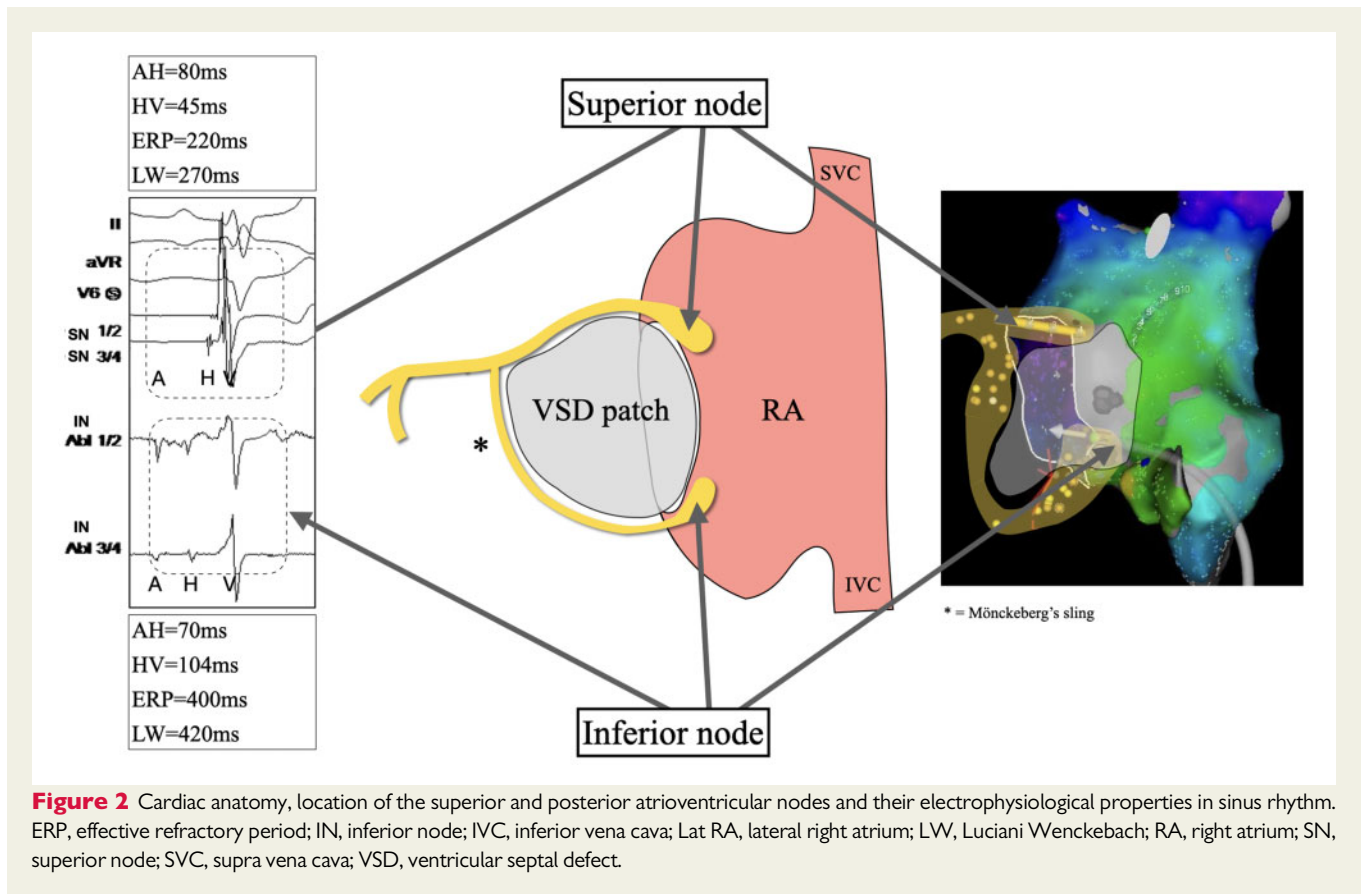 AH=80ms
HV=45ms
ERP=220ms
LW=270ms
II
aVR
V6 Ⓢ
SN 1/2
SN 3/4
A H V
IN
Abl 1/2
IN
Abl 3/4
A H V
AH=70ms
HV=104ms
ERP=400ms
LW=420ms
Superior node
SVC
VSD patch
RA
*
IVC
Inferior node
* = Mönckeberg's sling
Figure 2 Cardiac anatomy, location of the superior and posterior atrioventricular nodes and their electrophysiological properties in sinus rhythm.
ERP, effective refractory period; IN, inferior node; IVC, inferior vena cava; Lat RA, lateral right atrium; LW, Luciani Wenckebach; RA, right atrium; SN,
superior node; SVC, supra vena cava; VSD, ventricular septal defect.